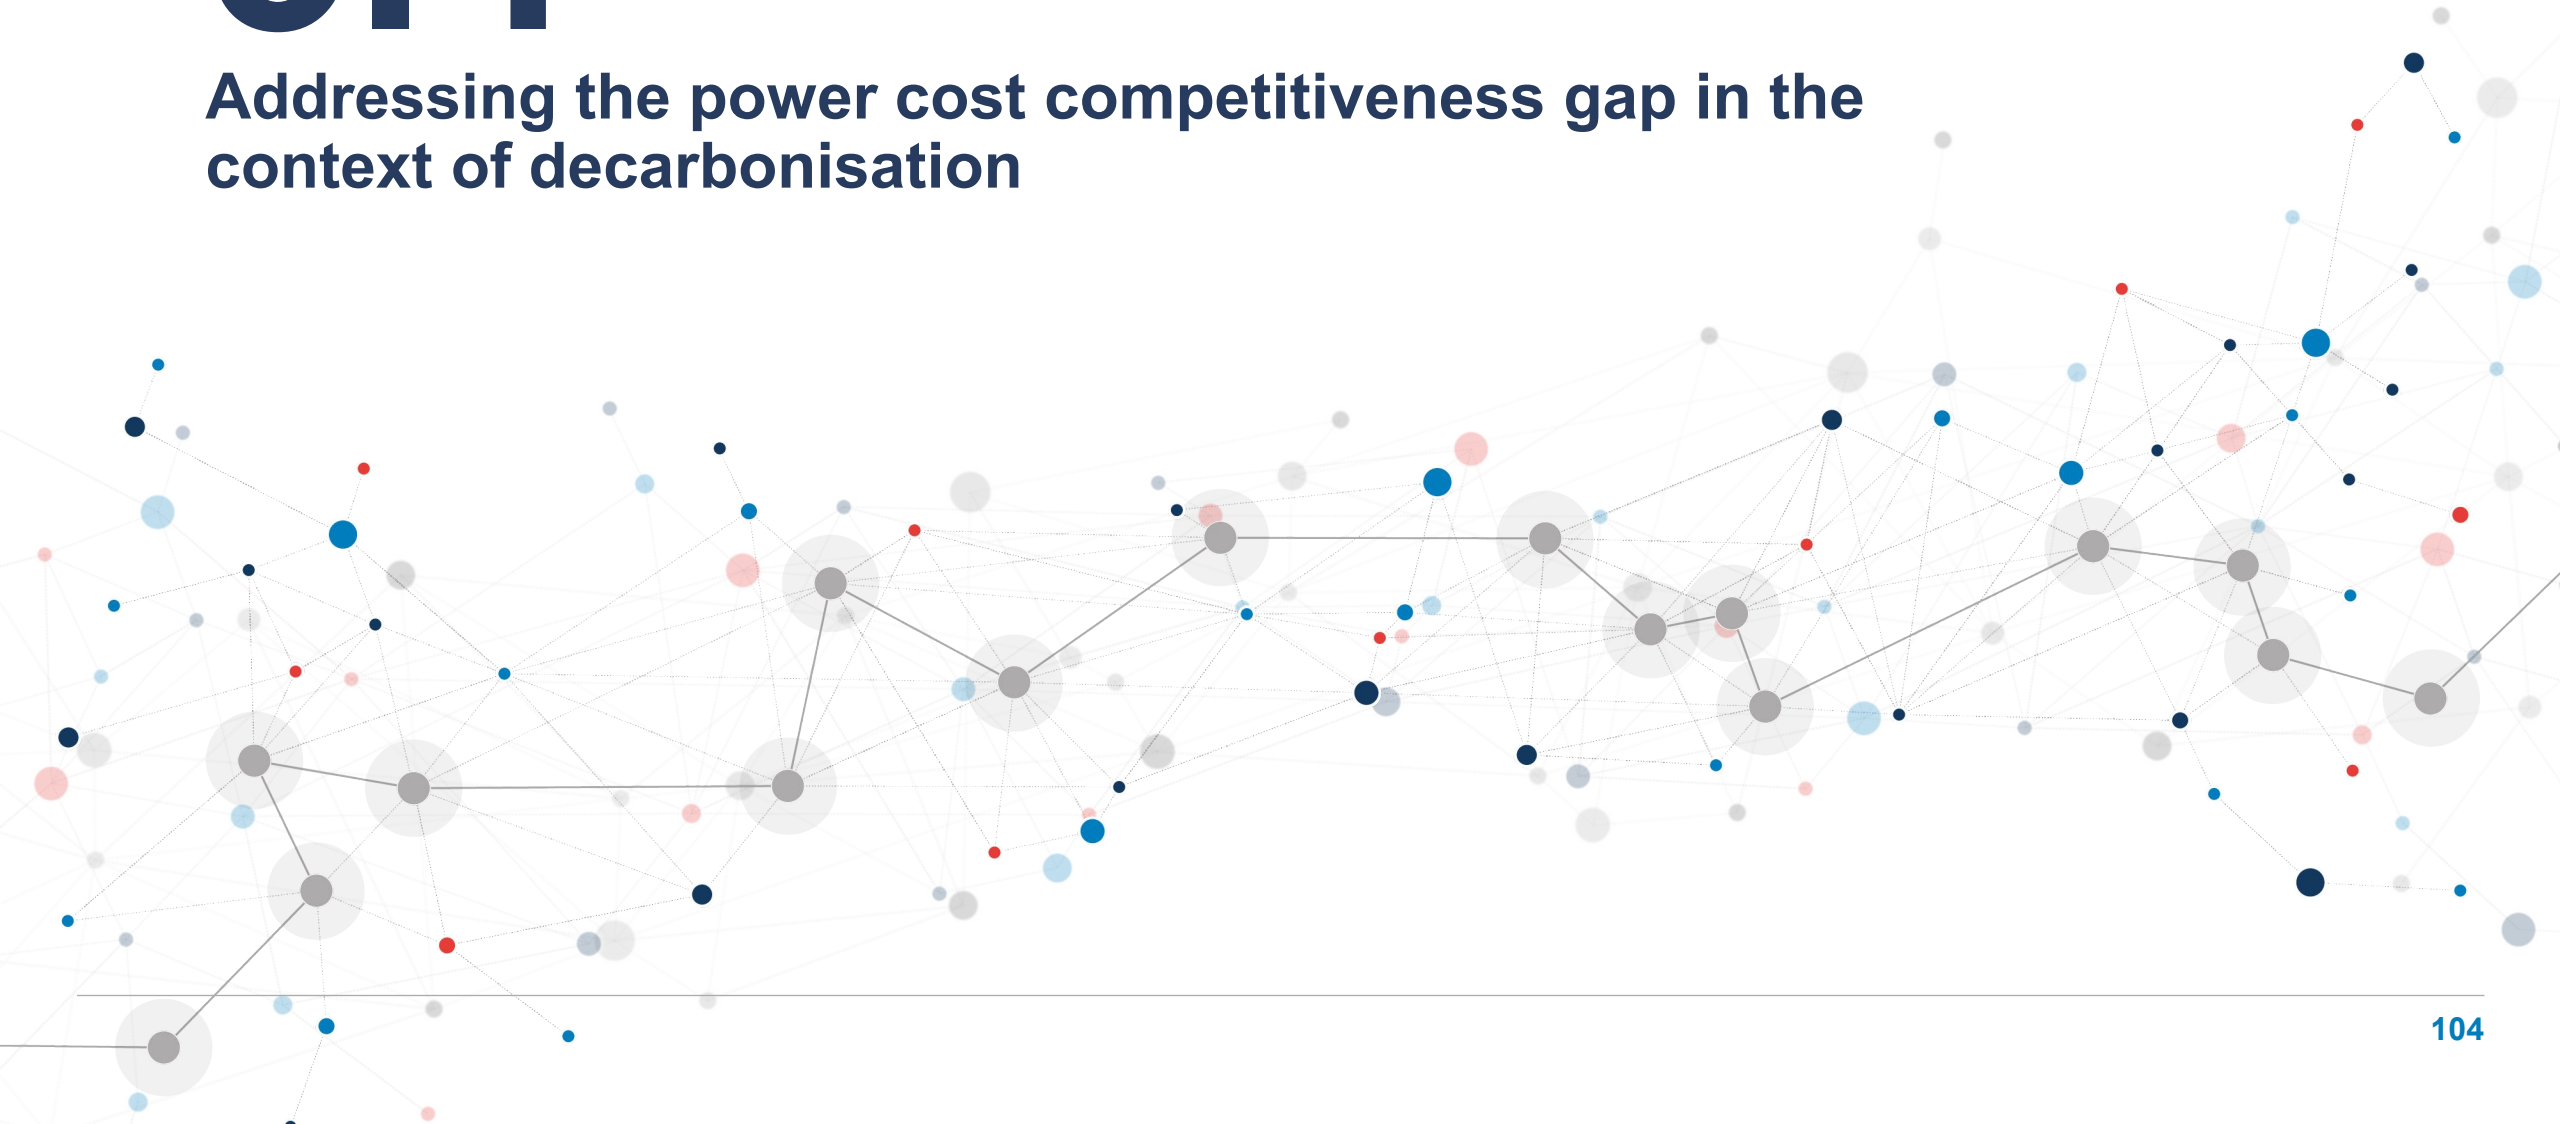 Addressing the power cost competitiveness gap in the
context of decarbonisation
104